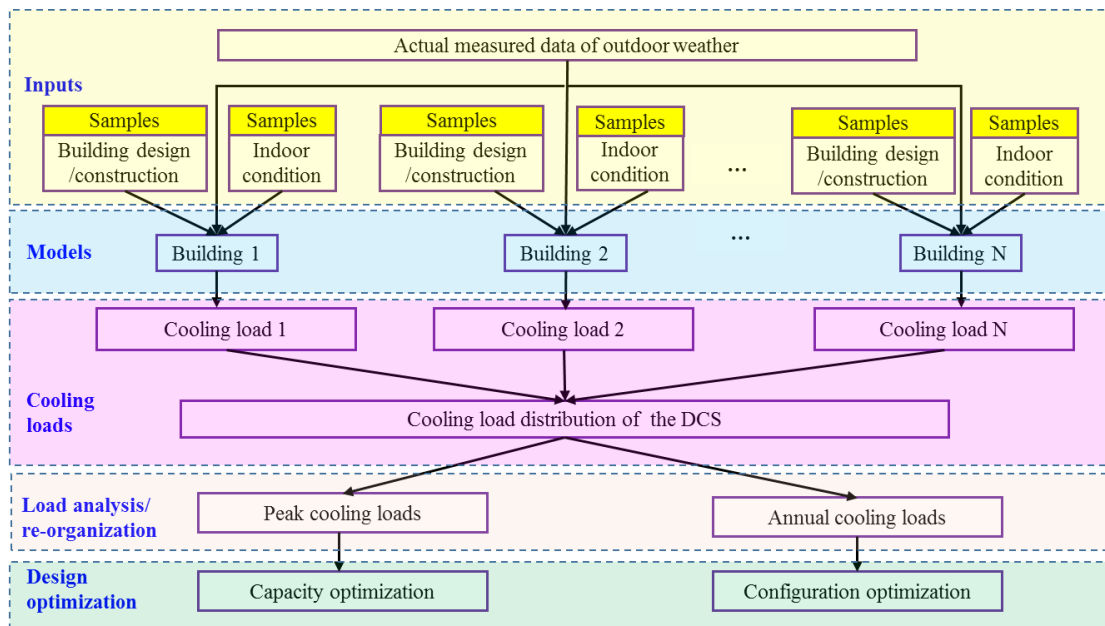 Actual measured data of outdoor weather
Inputs
Samples
Building design
/construction
Samples
Indoor
condition
Samples
Building design
/construction
Samples
Indoor
condition
...
Samples
Building design
/construction
Samples
Indoor
condition
Models
Building 1
Building 2
...
Building N
Cooling load 1
Cooling load 2
Cooling load N
Cooling
loads
Cooling load distribution of the DCS
Load analysis/
re-organization
Peak cooling loads
Annual cooling loads
Design
optimization
Capacity optimization
Configuration optimization